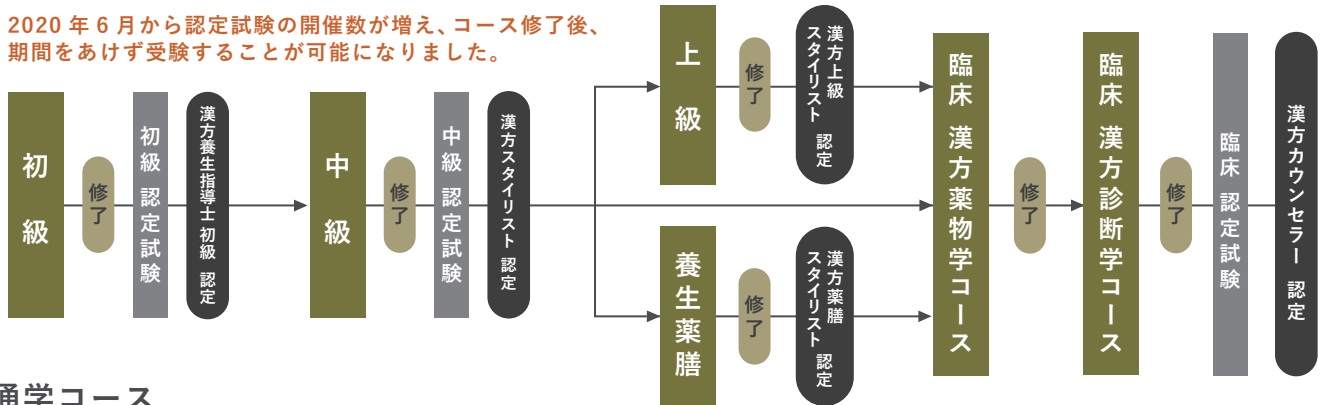 2020 年 6 月から認定試験の開催数が増え、コース修了後、
期間をあけず受験することが可能になりました。
初級
修了
初級 認定試験
漢方養生指導士 初級 認定
中級
修了
中級 認定試験
漢方スタイリスト 認定
上級
修了
漢方上級
スタイリスト 認定
養生薬膳
修了
漢方薬膳
スタイリスト 認定
臨床 漢方薬物学コース
修了
臨床 漢方診断学コース
修了
臨床 認定試験
漢方カウンセラー 認定
通学コース